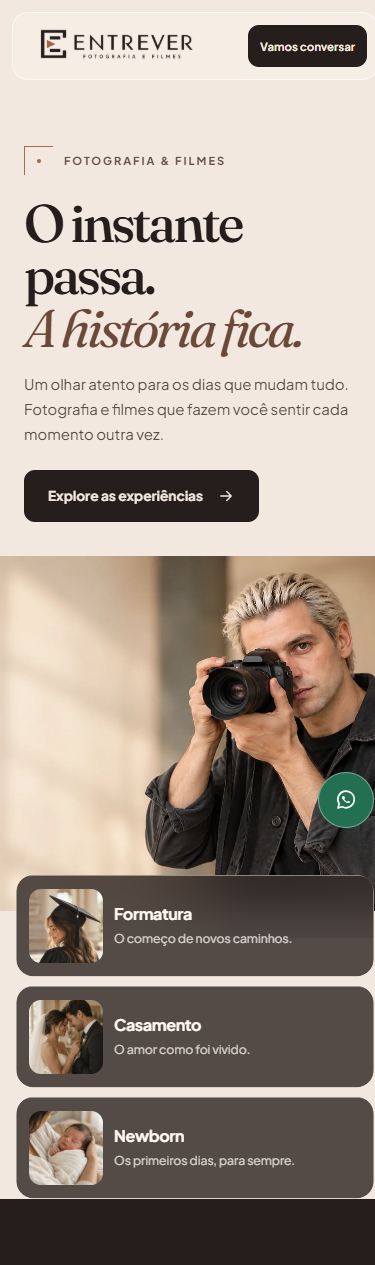 ENTREVER
FOTOGRAFIA E FILMES
Vamos conversar
FOTOGRAFIA & FILMES
O instante
passa.
A história fica.
Um olhar atento para os dias que mudam tudo.
Fotografia e filmes que fazem você sentir cada
momento outra vez.
Explore as experiências →
Formatura
O começo de novos caminhos.
Casamento
O amor como foi vivido.
Newborn
Os primeiros dias, para sempre.